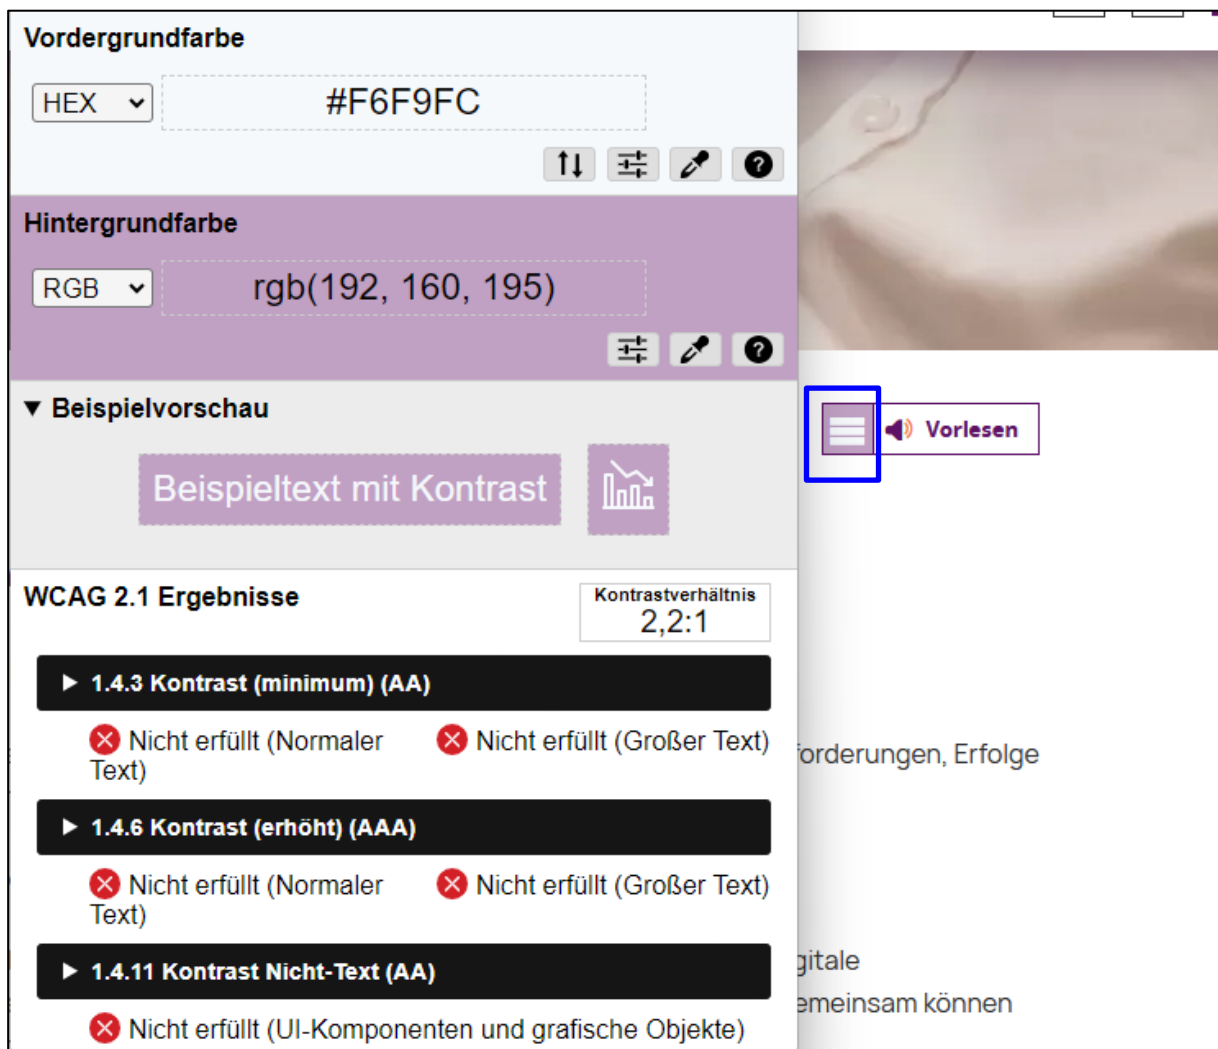 Vordergrundfarbe
HEX
#F6F9FC
Hintergrundfarbe
RGB
rgb(192, 160, 195)
▼ Beispielvorschau
Beispieltext mit Kontrast
Vorlesen
WCAG 2.1 Ergebnisse
Kontrastverhältnis
2,2:1
▶ 1.4.3 Kontrast (minimum) (AA)
Nicht erfüllt (Normaler
Text)
Nicht erfüllt (Großer Text)
orderungen, Erfolge
▶ 1.4.6 Kontrast (erhöht) (AAA)
Nicht erfüllt (Normaler
Text)
Nicht erfüllt (Großer Text)
▶ 1.4.11 Kontrast Nicht-Text (AA)
gitale
Nicht erfüllt (UI-Komponenten und grafische Objekte)
emeinsam können